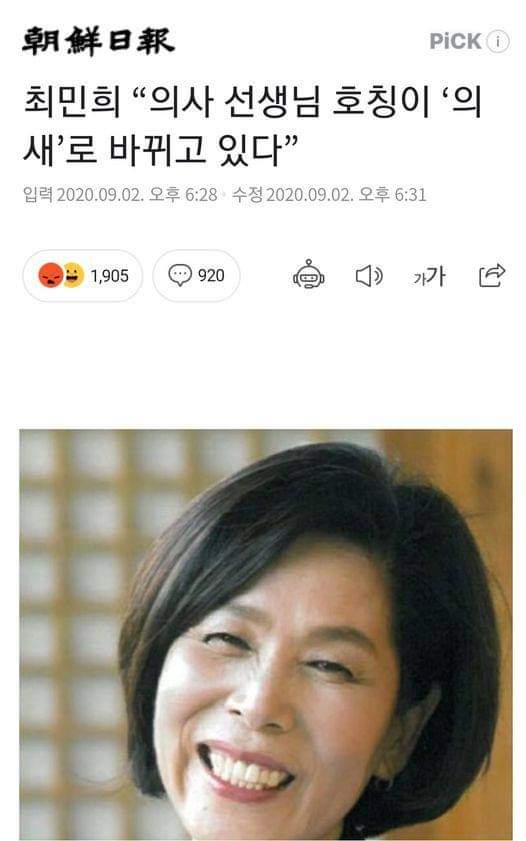 朝鮮日報
PiCK i
최민희 “의사 선생님 호칭이 ‘의
새’로 바뀌고 있다”
입력 2020.09.02. 오후 6:28 · 수정 2020.09.02. 오후 6:31
1,905 920 가가